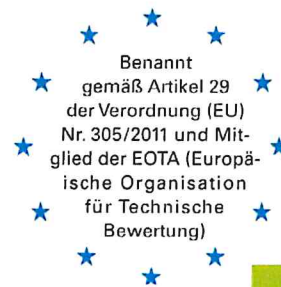 Benannt
gemäß Artikel 29
der Verordnung (EU)
Nr. 305/2011 und Mit-
glied der EOTA (Europä-
ische Organisation
für Technische
Bewertung)